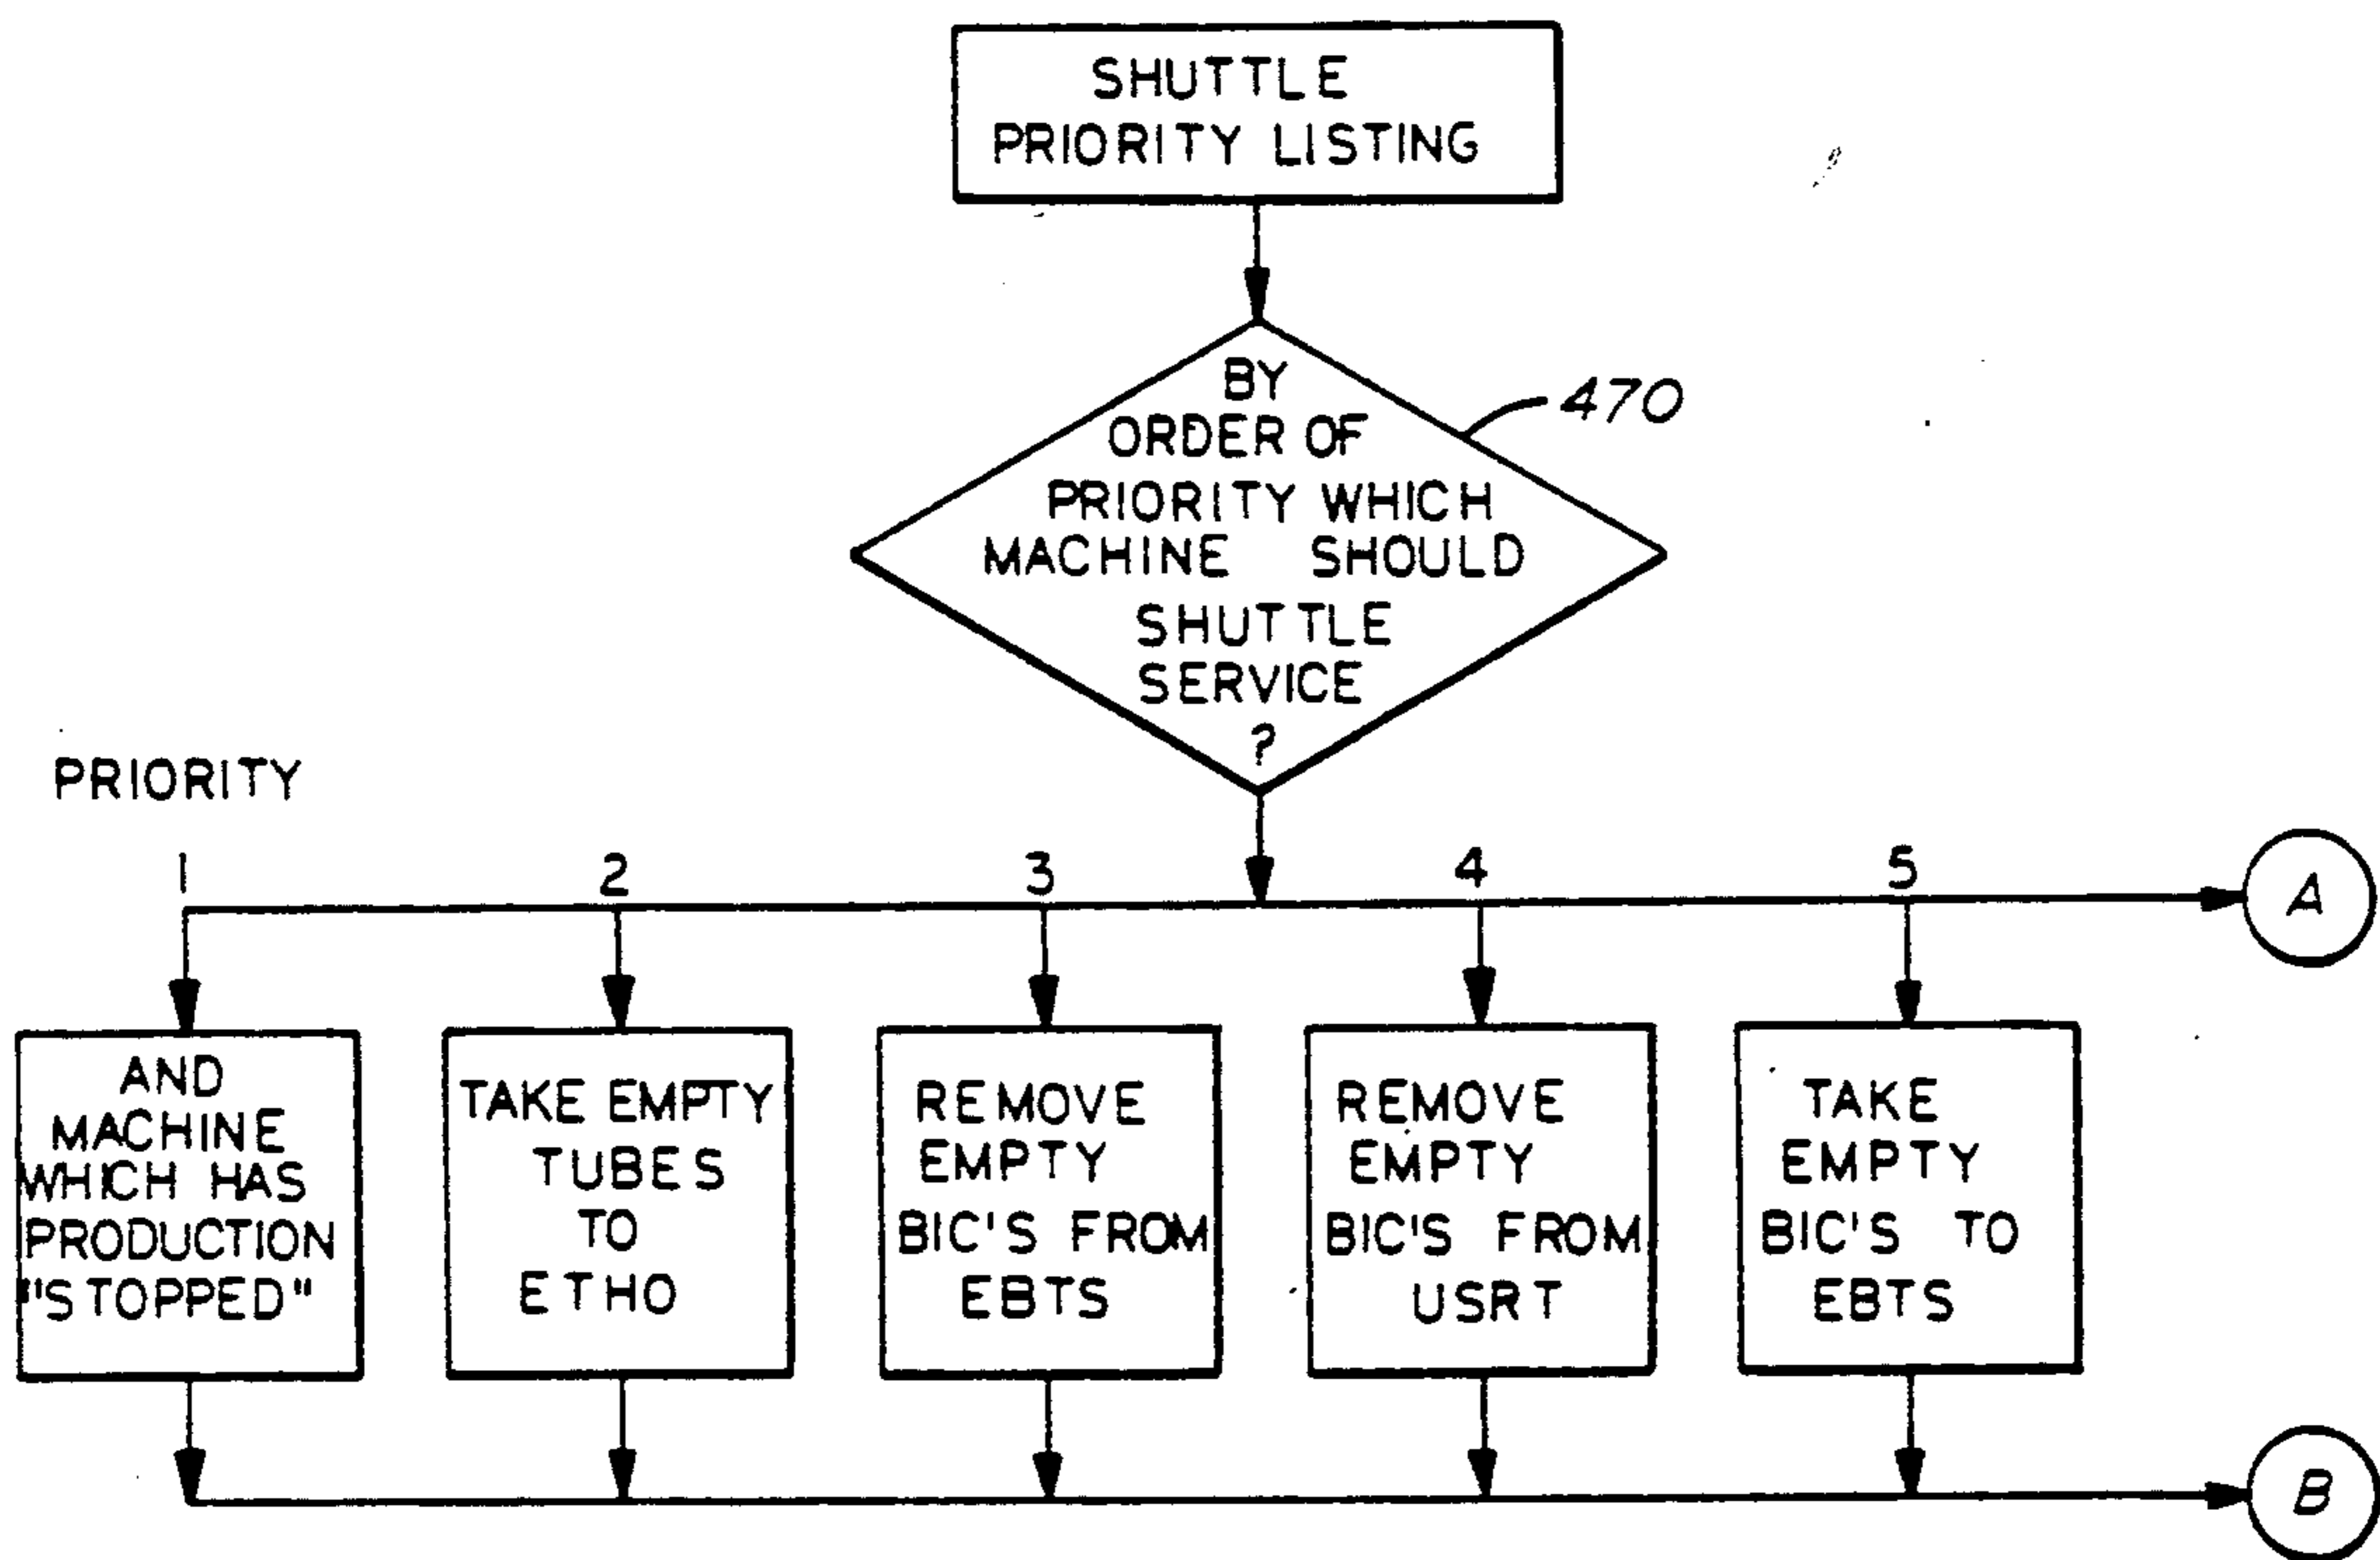 SHUTTLE
PRIORITY LISTING
BY
ORDER OF
PRIORITY WHICH
MACHINE SHOULD
SHUTTLE
SERVICE
?
470
PRIORITY
1
2
3
4
5
A
AND
MACHINE
WHICH HAS
PRODUCTION
"STOPPED"
TAKE EMPTY
TUBES
TO
ETHO
REMOVE
EMPTY
BIC'S FROM
EBTS
REMOVE
EMPTY
BIC'S FROM
USRT
TAKE
EMPTY
BIC'S TO
EBTS
B